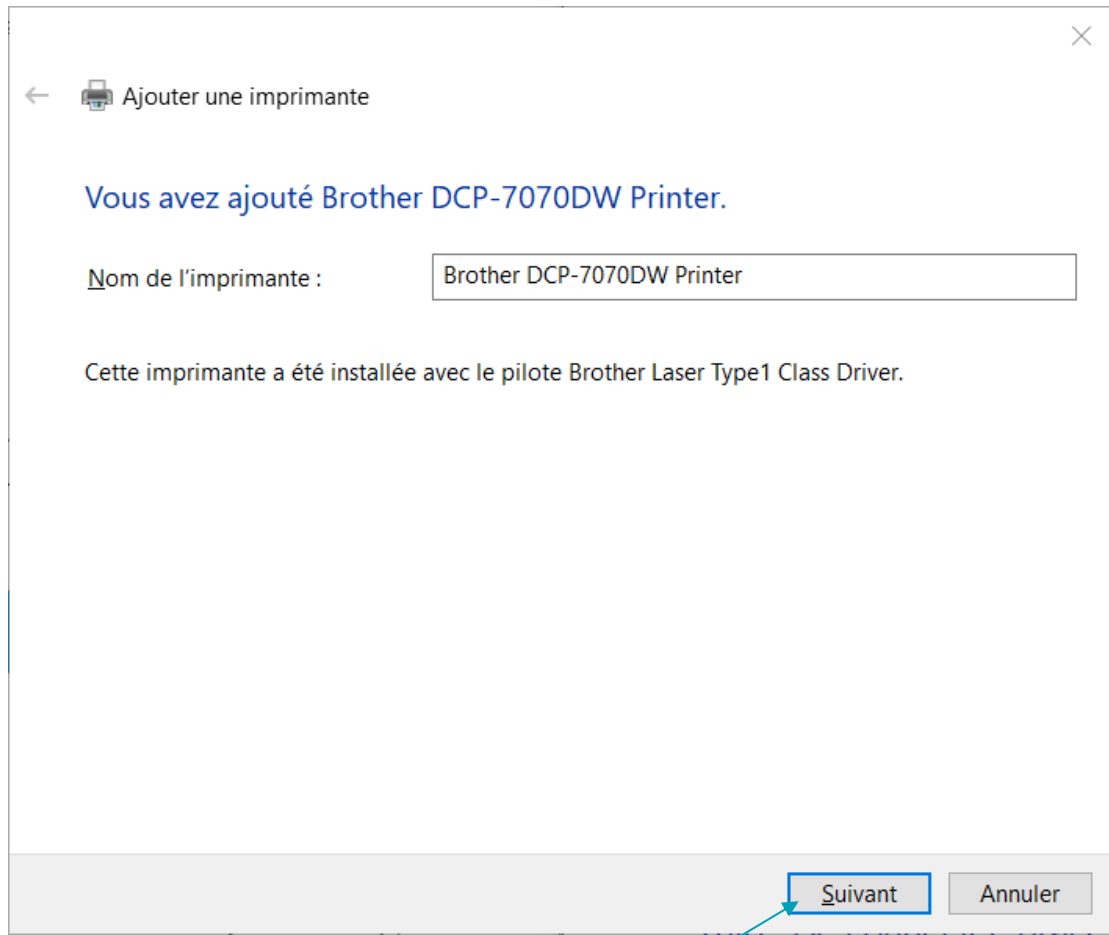 Ajouter une imprimante
Vous avez ajouté Brother DCP-7070DW Printer.
Nom de l'imprimante : Brother DCP-7070DW Printer
Cette imprimante a été installée avec le pilote Brother Laser Type1 Class Driver.
Suivant Annuler